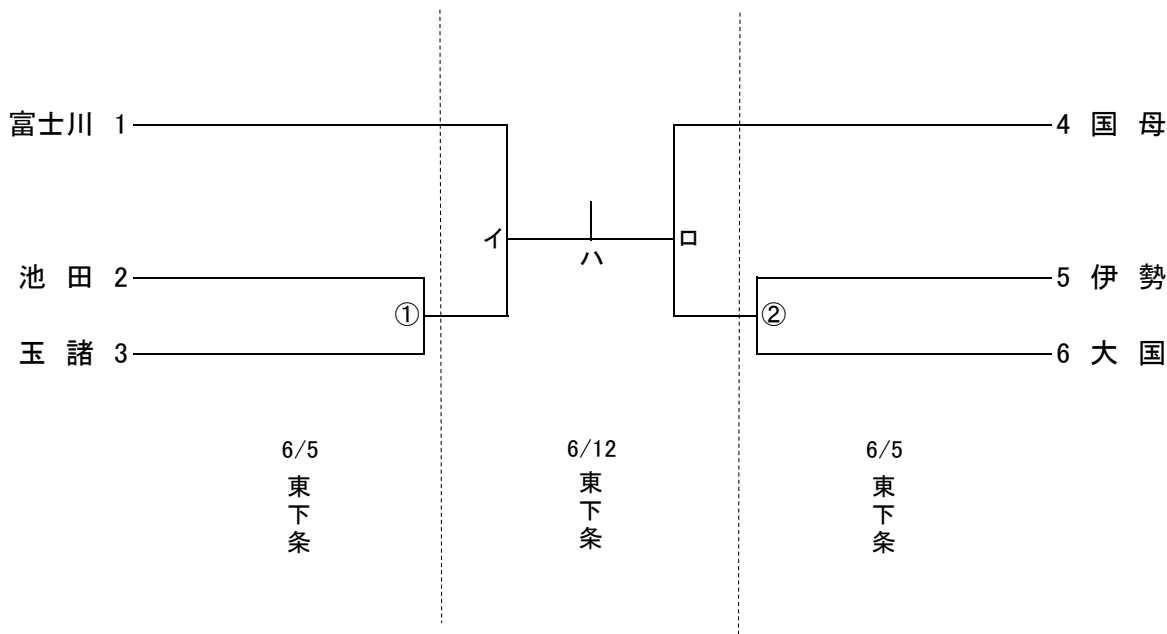 富士川 1
4 国 母
イ
ロ
ハ
池 田 2
5 伊 勢
①
②
玉 諸 3
6 大 国
6/5
6/12
6/5
東下条
東下条
東下条